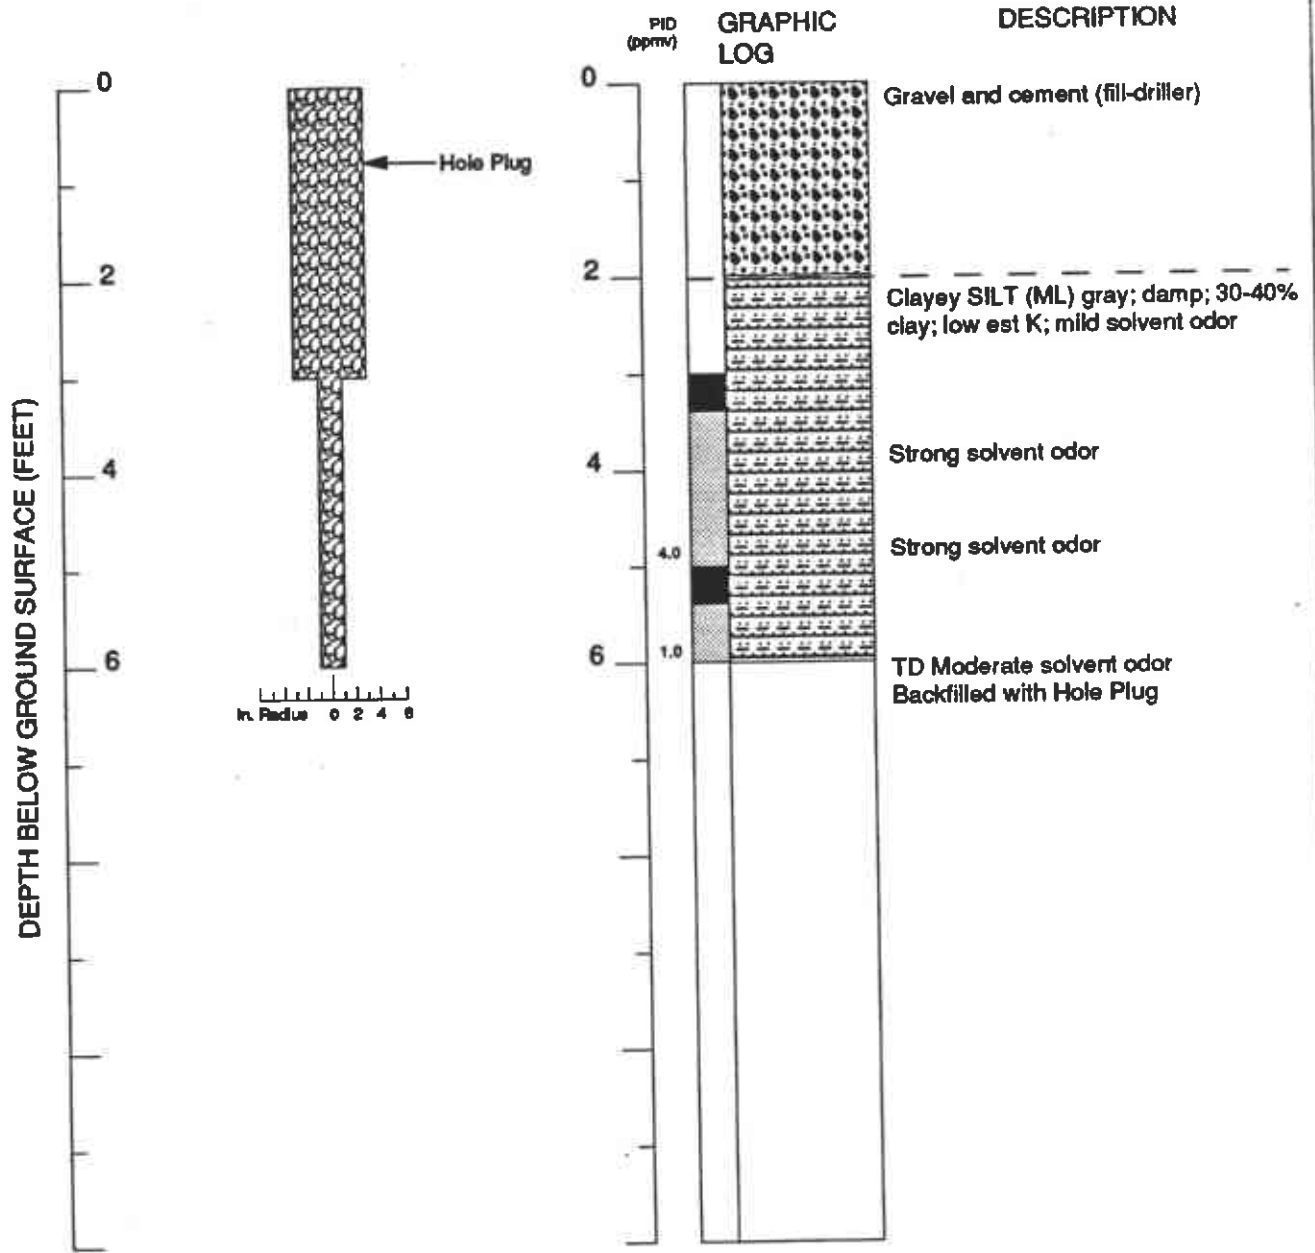 PID
(ppmv)
GRAPHIC
LOG
DESCRIPTION
DEPTH BELOW GROUND SURFACE (FEET)
0
2
4
6
Hole Plug
In. Radius 0 2 4 6
0
2
4
6
4.0
1.0
Gravel and cement (fill-driller)
Clayey SILT (ML) gray; damp; 30-40%
clay; low est K; mild solvent odor
Strong solvent odor
Strong solvent odor
TD Moderate solvent odor
Backfilled with Hole Plug